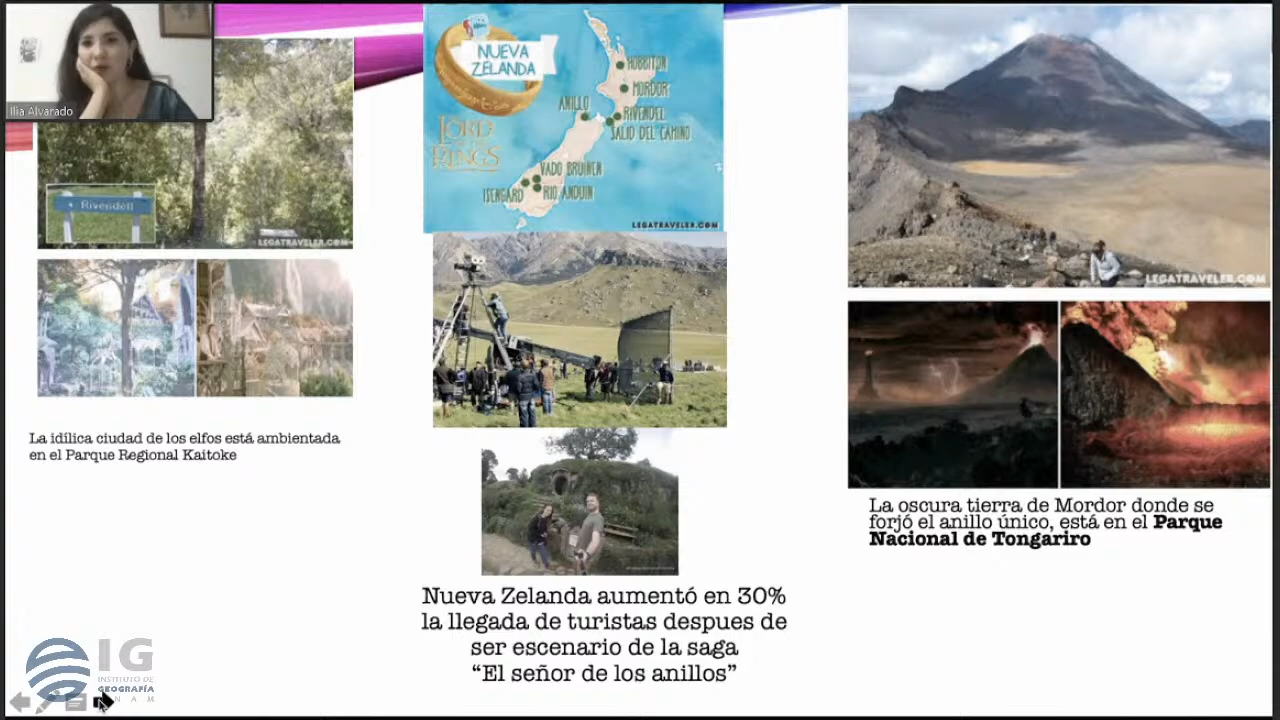 Ilia Alvarado
Rivendell
LEGATRAVELER.COM
La idílica ciudad de los elfos está ambientada
en el Parque Regional Kaitoke
NUEVA
ZELANDA
THE LORD
OF THE
RINGS
HOBBITON
MORDOR
ANILLO
RIVENDEL
SALID DEL CAMINO
VADO BRUINEN
ISENGARD
RIO ANDUIN
LEGATRAVELER.COM
Nueva Zelanda aumentó en 30%
la llegada de turistas despues de
ser escenario de la saga
“El señor de los anillos”
LEGATRAVELER.COM
La oscura tierra de Mordor donde se
forjó el anillo único, está en el Parque
Nacional de Tongariro
IG
INSTITUTO DE
GEOGRAFÍA
UNAM